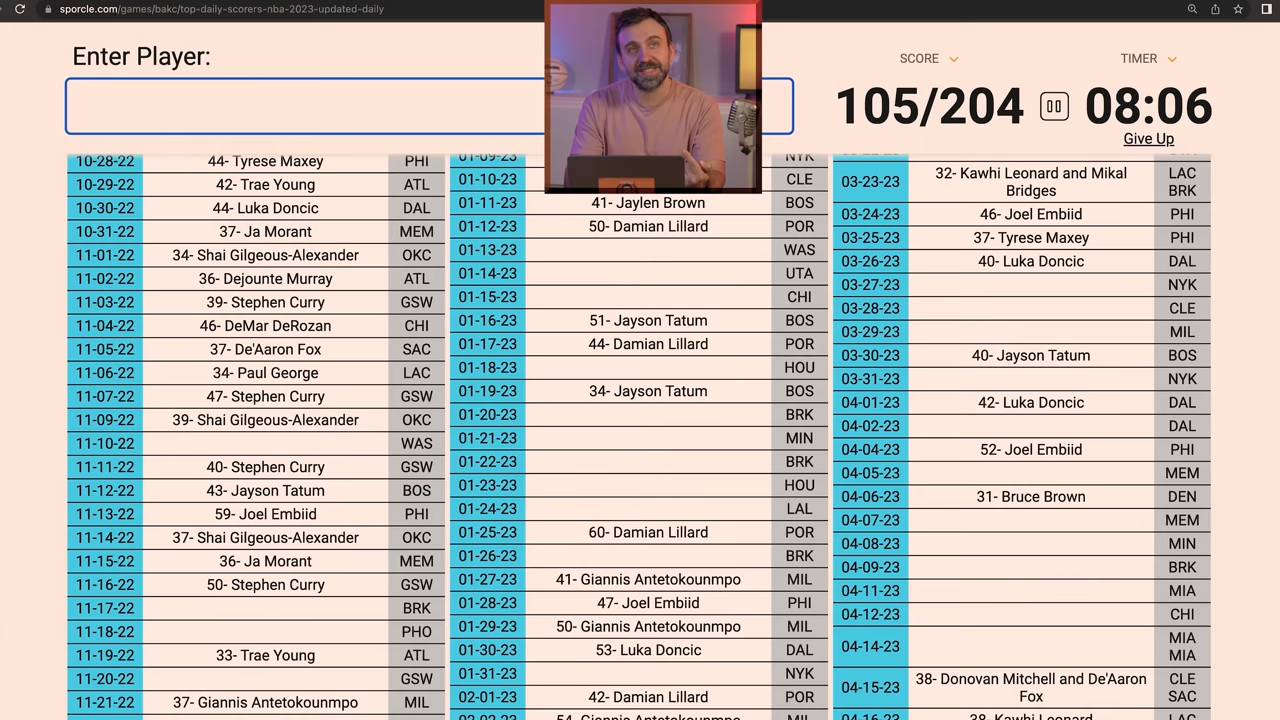 sporcle.com/games/bakc/top-daily-scorers-nba-2023-updated-daily
Enter Player:
SCORE
TIMER
105/204
08:06
Give Up
10-28-22 44- Tyrese Maxey PHI
10-29-22 42- Trae Young ATL
10-30-22 44- Luka Doncic DAL
10-31-22 37- Ja Morant MEM
11-01-22 34- Shai Gilgeous-Alexander OKC
11-02-22 36- Dejounte Murray ATL
11-03-22 39- Stephen Curry GSW
11-04-22 46- DeMar DeRozan CHI
11-05-22 37- De'Aaron Fox SAC
11-06-22 34- Paul George LAC
11-07-22 47- Stephen Curry GSW
11-09-22 39- Shai Gilgeous-Alexander OKC
11-10-22 WAS
11-11-22 40- Stephen Curry GSW
11-12-22 43- Jayson Tatum BOS
11-13-22 59- Joel Embiid PHI
11-14-22 37- Shai Gilgeous-Alexander OKC
11-15-22 36- Ja Morant MEM
11-16-22 50- Stephen Curry GSW
11-17-22 BRK
11-18-22 PHO
11-19-22 33- Trae Young ATL
11-20-22 GSW
11-21-22 37- Giannis Antetokounmpo MIL
01-09-23 NYK
01-10-23 CLE
01-11-23 41- Jaylen Brown BOS
01-12-23 50- Damian Lillard POR
01-13-23 WAS
01-14-23 UTA
01-15-23 CHI
01-16-23 51- Jayson Tatum BOS
01-17-23 44- Damian Lillard POR
01-18-23 HOU
01-19-23 34- Jayson Tatum BOS
01-20-23 BRK
01-21-23 MIN
01-22-23 BRK
01-23-23 HOU
01-24-23 LAL
01-25-23 60- Damian Lillard POR
01-26-23 BRK
01-27-23 41- Giannis Antetokounmpo MIL
01-28-23 47- Joel Embiid PHI
01-29-23 50- Giannis Antetokounmpo MIL
01-30-23 53- Luka Doncic DAL
01-31-23 NYK
02-01-23 42- Damian Lillard POR
02-02-23 54- Giannis Antetokounmpo MIL
03-23-23 32- Kawhi Leonard and Mikal LAC
Bridges BRK
03-24-23 46- Joel Embiid PHI
03-25-23 37- Tyrese Maxey PHI
03-26-23 40- Luka Doncic DAL
03-27-23 NYK
03-28-23 CLE
03-29-23 MIL
03-30-23 40- Jayson Tatum BOS
03-31-23 NYK
04-01-23 42- Luka Doncic DAL
04-02-23 DAL
04-04-23 52- Joel Embiid PHI
04-05-23 MEM
04-06-23 31- Bruce Brown DEN
04-07-23 MEM
04-08-23 MIN
04-09-23 BRK
04-11-23 MIA
04-12-23 CHI
04-14-23 MIA
MIA
04-15-23 38- Donovan Mitchell and De'Aaron CLE
Fox SAC
04-16-23 38- Kawhi Leonard LAC